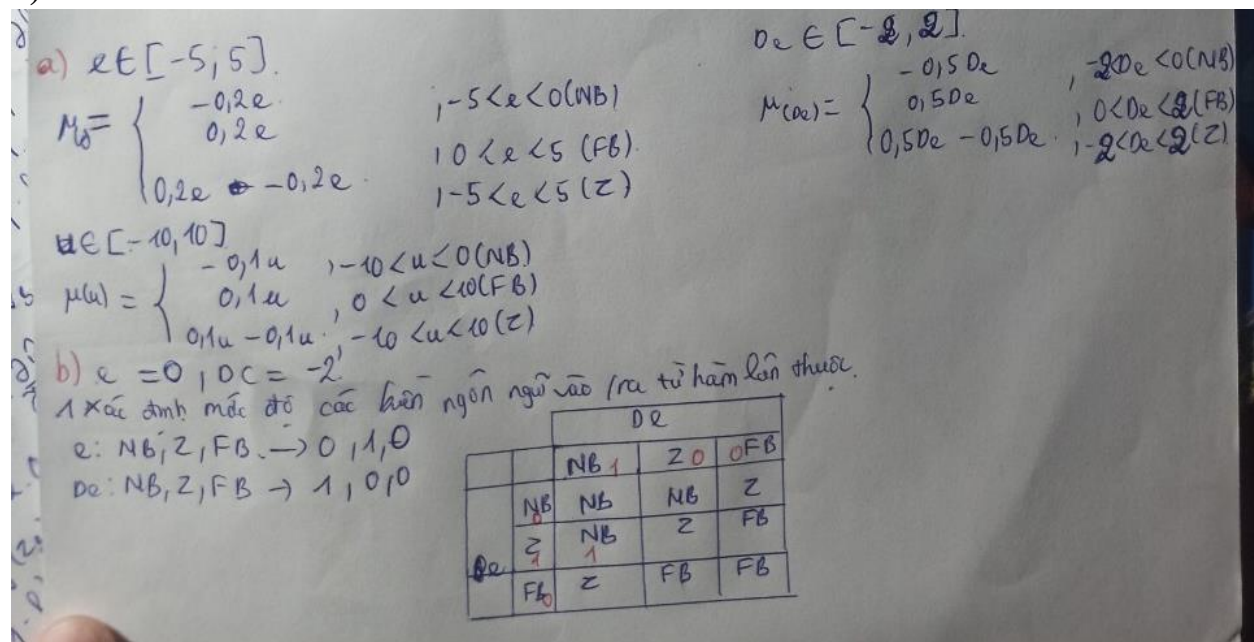 a) e∈[-5;5].
De ∈ [-2,2].
μe = { -0,2e. , -5<e<0(NB)
0,2e , 0<e<5 (FB).
0,2e -0,2e. , -5<e<5(Z)
μ(De) = { -0,5De , -2De<0(NB)
0,5De , 0<De<2(FB)
0,5De - 0,5De. , -2<De<2(Z)
u∈[-10,10]
μ(u) = { -0,1u , -10<u<0(NB)
0,1u , 0<u<10(FB)
0,1u - 0,1u. , -10<u<10(Z)
b) e = 0, De = -2
1 Xác định mức độ các biến ngôn ngữ vào/ra từ hàm liên thuộc.
e: NB, Z, FB. → 0, 1, 0
De: NB, Z, FB → 1, 0, 0
De
NB 1 Z 0 0 FB
NB 0 NB NB Z
e Z 1 NB 1 Z FB
FB 0 Z FB FB